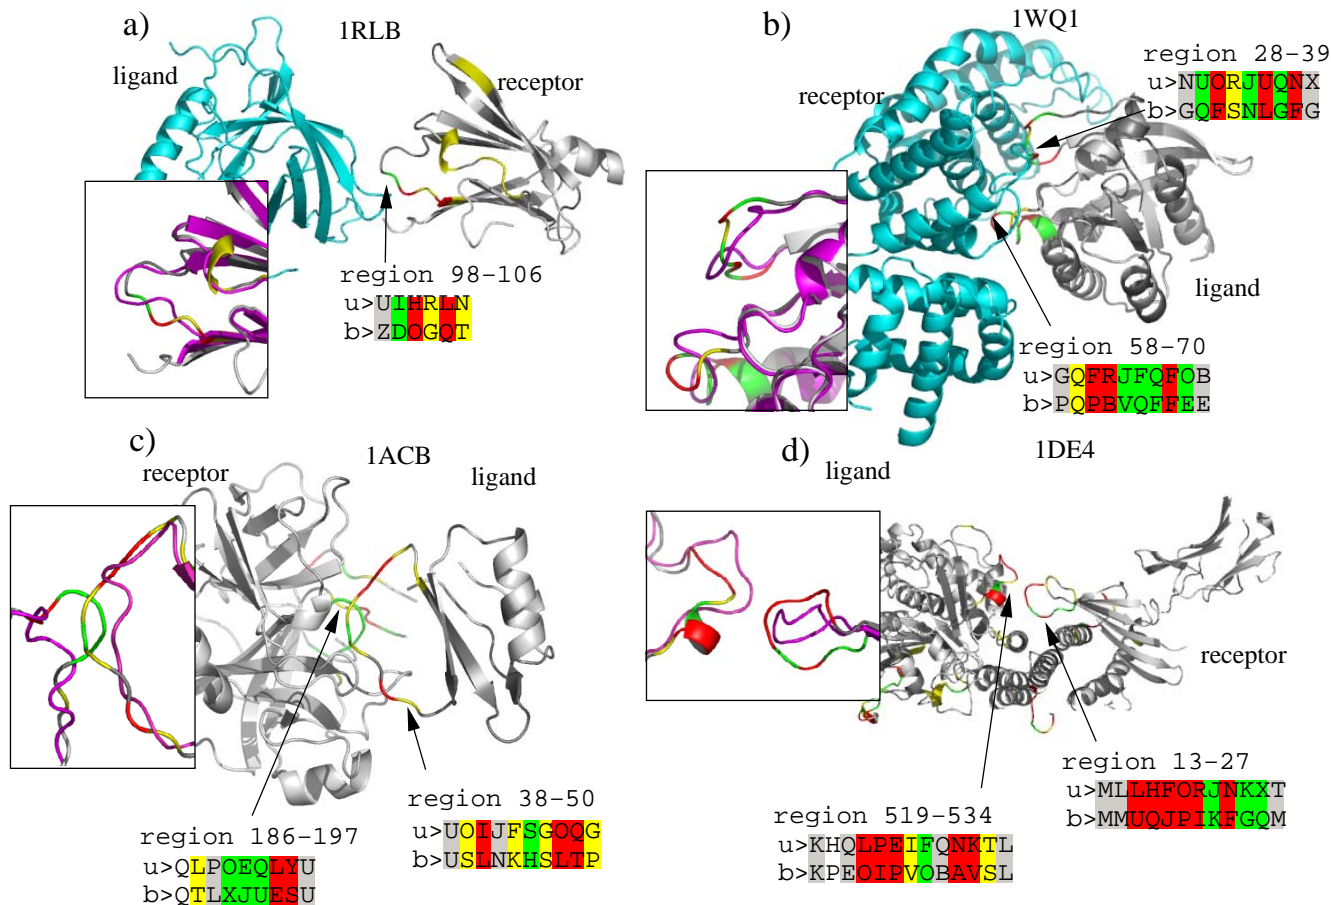 a)
1RLB
ligand
receptor
region 98-106
u>UIHRLN
b>ZDOGQT
b)
1WQ1
receptor
region 28-39
u>NUORJUQNX
b>GQFSNLGFG
ligand
region 58-70
u>GQFRJFQFOB
b>PQPBVQFFEE
c)
1ACB
receptor
ligand
region 38-50
u>UOIJFSGOQG
b>USLNKHSLTP
region 186-197
u>QLPOEQLYU
b>QTLXJUESU
d)
1DE4
ligand
receptor
region 13-27
u>MLLHFORJNKXT
b>MMUQJPIKFGQM
region 519-534
u>KHQLPEIFQNKTL
b>KPEOIPVOBAVSL